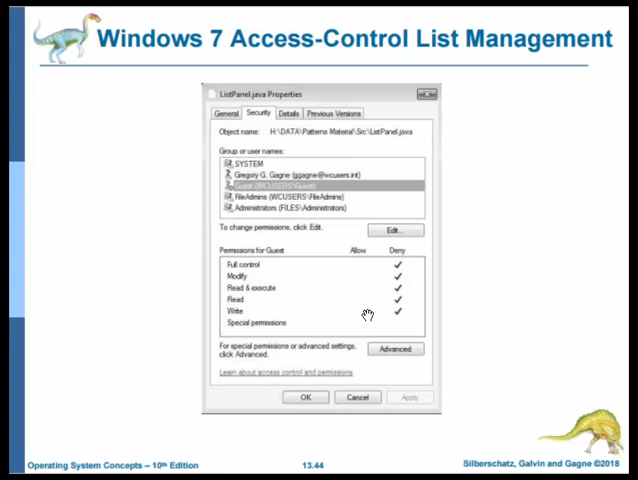 Windows 7 Access-Control List Management
ListPanel.java Properties
General Security Details Previous Versions
Object name: H:\DATA\Patterns Material\Src\ListPanel.java
Group or user names:
SYSTEM
Gregory G. Gagne (ggagne@wcusers.int)
Guest (WCUSERS\Guest)
FileAdmins (WCUSERS\FileAdmins)
Administrators (FILES\Administrators)
To change permissions, click Edit.
Edit...
Permissions for Guest Allow Deny
Full control
Modify
Read & execute
Read
Write
Special permissions
For special permissions or advanced settings,
click Advanced.
Advanced
Learn about access control and permissions
OK Cancel Apply
Operating System Concepts – 10th Edition
13.44
Silberschatz, Galvin and Gagne ©2018